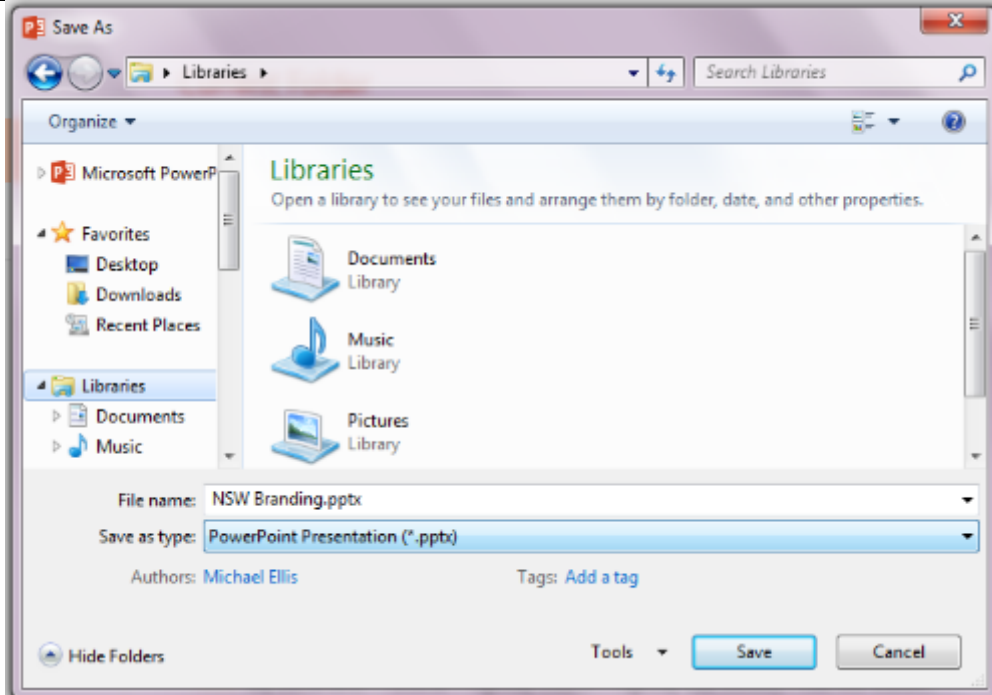 Save As
Libraries
Search Libraries
Organize
Microsoft PowerP
Favorites
Desktop
Downloads
Recent Places
Libraries
Documents
Music
Libraries
Open a library to see your files and arrange them by folder, date, and other properties.
Documents
Library
Music
Library
Pictures
Library
File name: NSW Branding.pptx
Save as type: PowerPoint Presentation (*.pptx)
Authors: Michael Ellis Tags: Add a tag
Hide Folders Tools Save Cancel